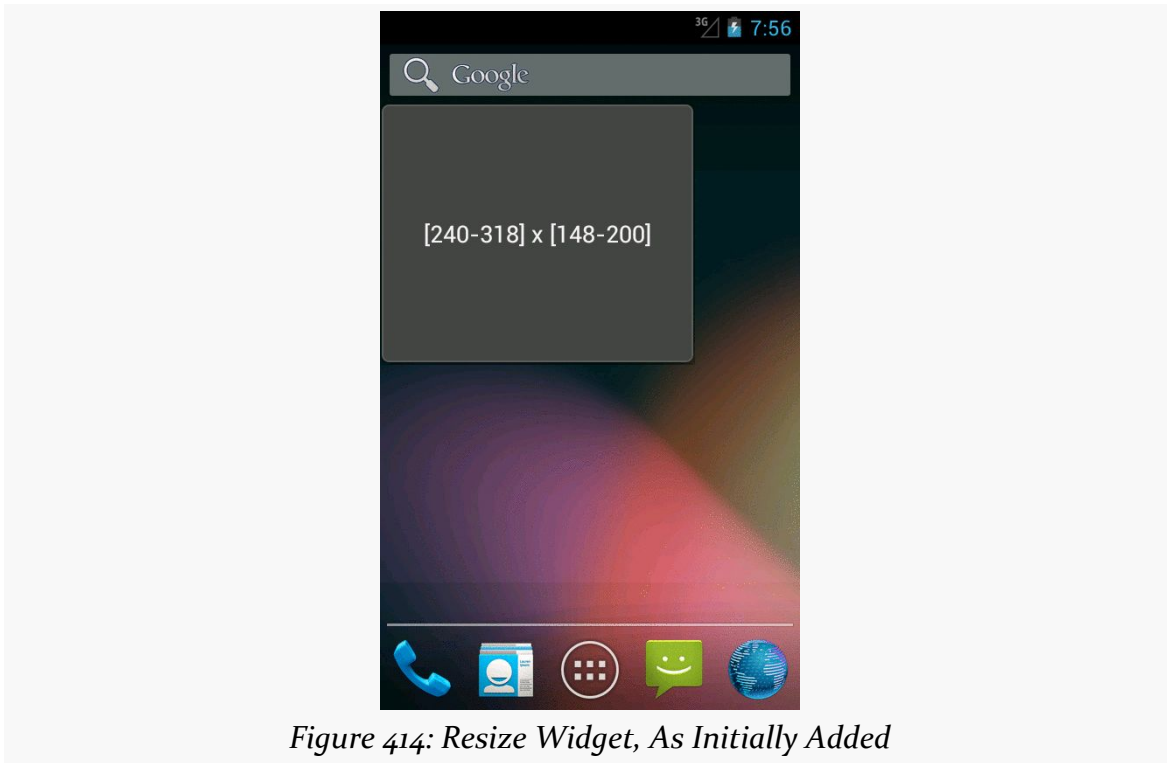 3G 7:56
Google
[240-318] x [148-200]
Figure 414: Resize Widget, As Initially Added